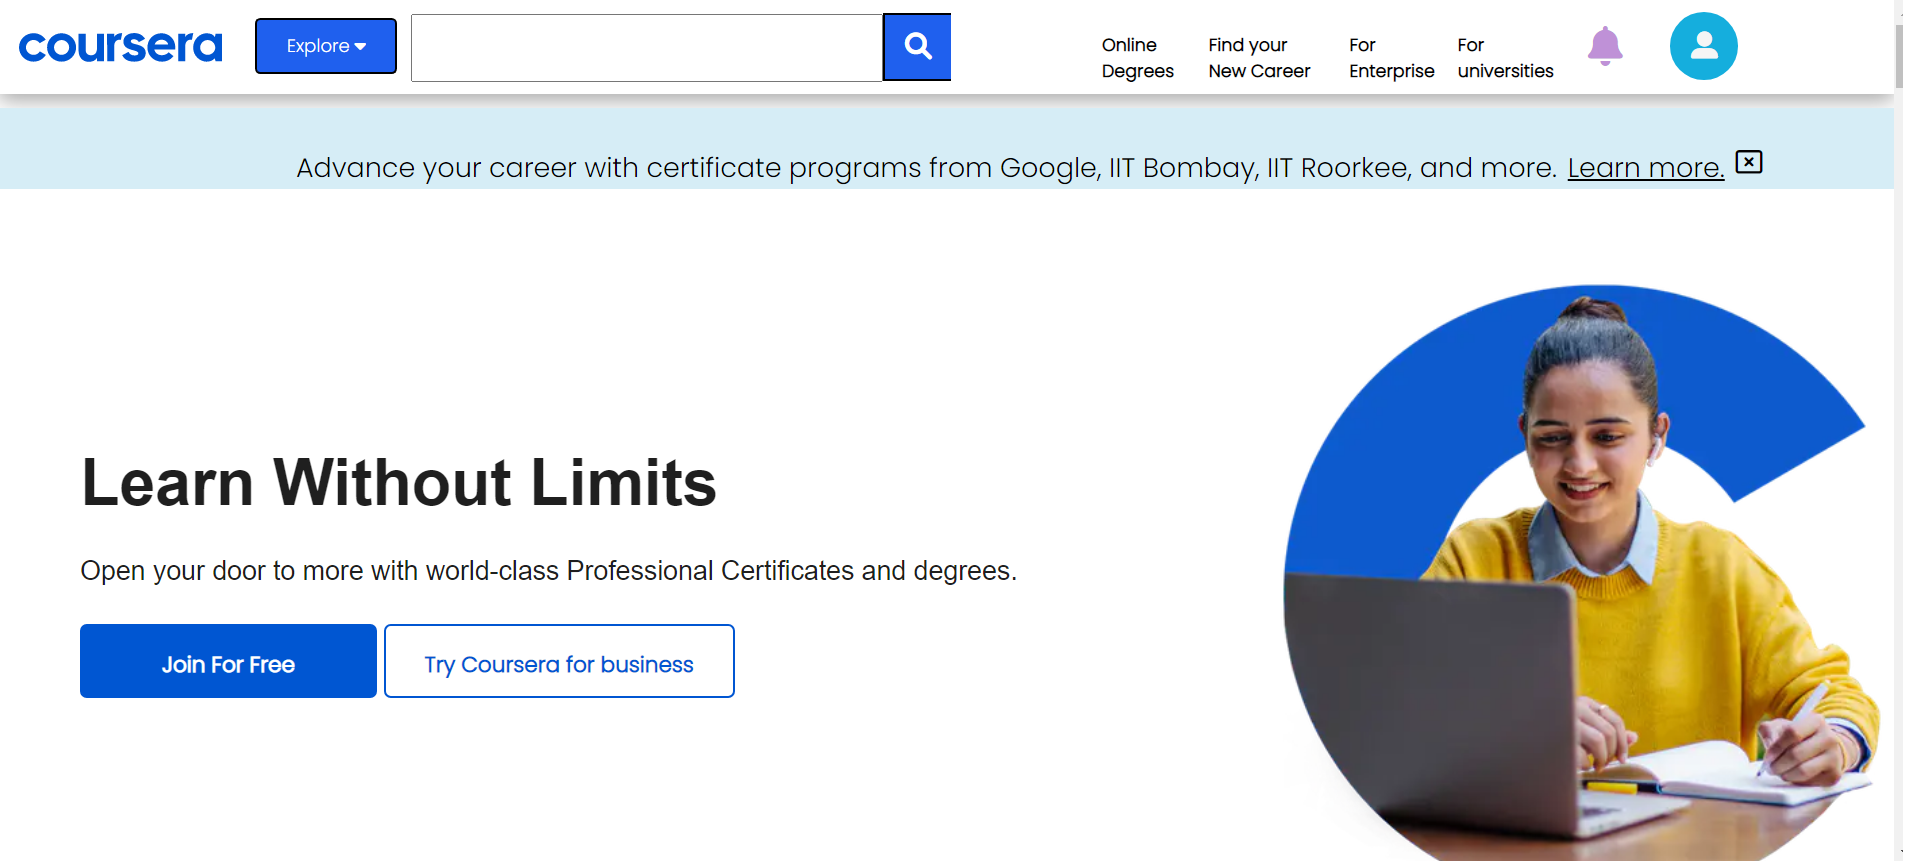 coursera
Explore
Online
Degrees
Find your
New Career
For
Enterprise
For
universities
Advance your career with certificate programs from Google, IIT Bombay, IIT Roorkee, and more. Learn more.
Learn Without Limits
Open your door to more with world-class Professional Certificates and degrees.
Join For Free
Try Coursera for business